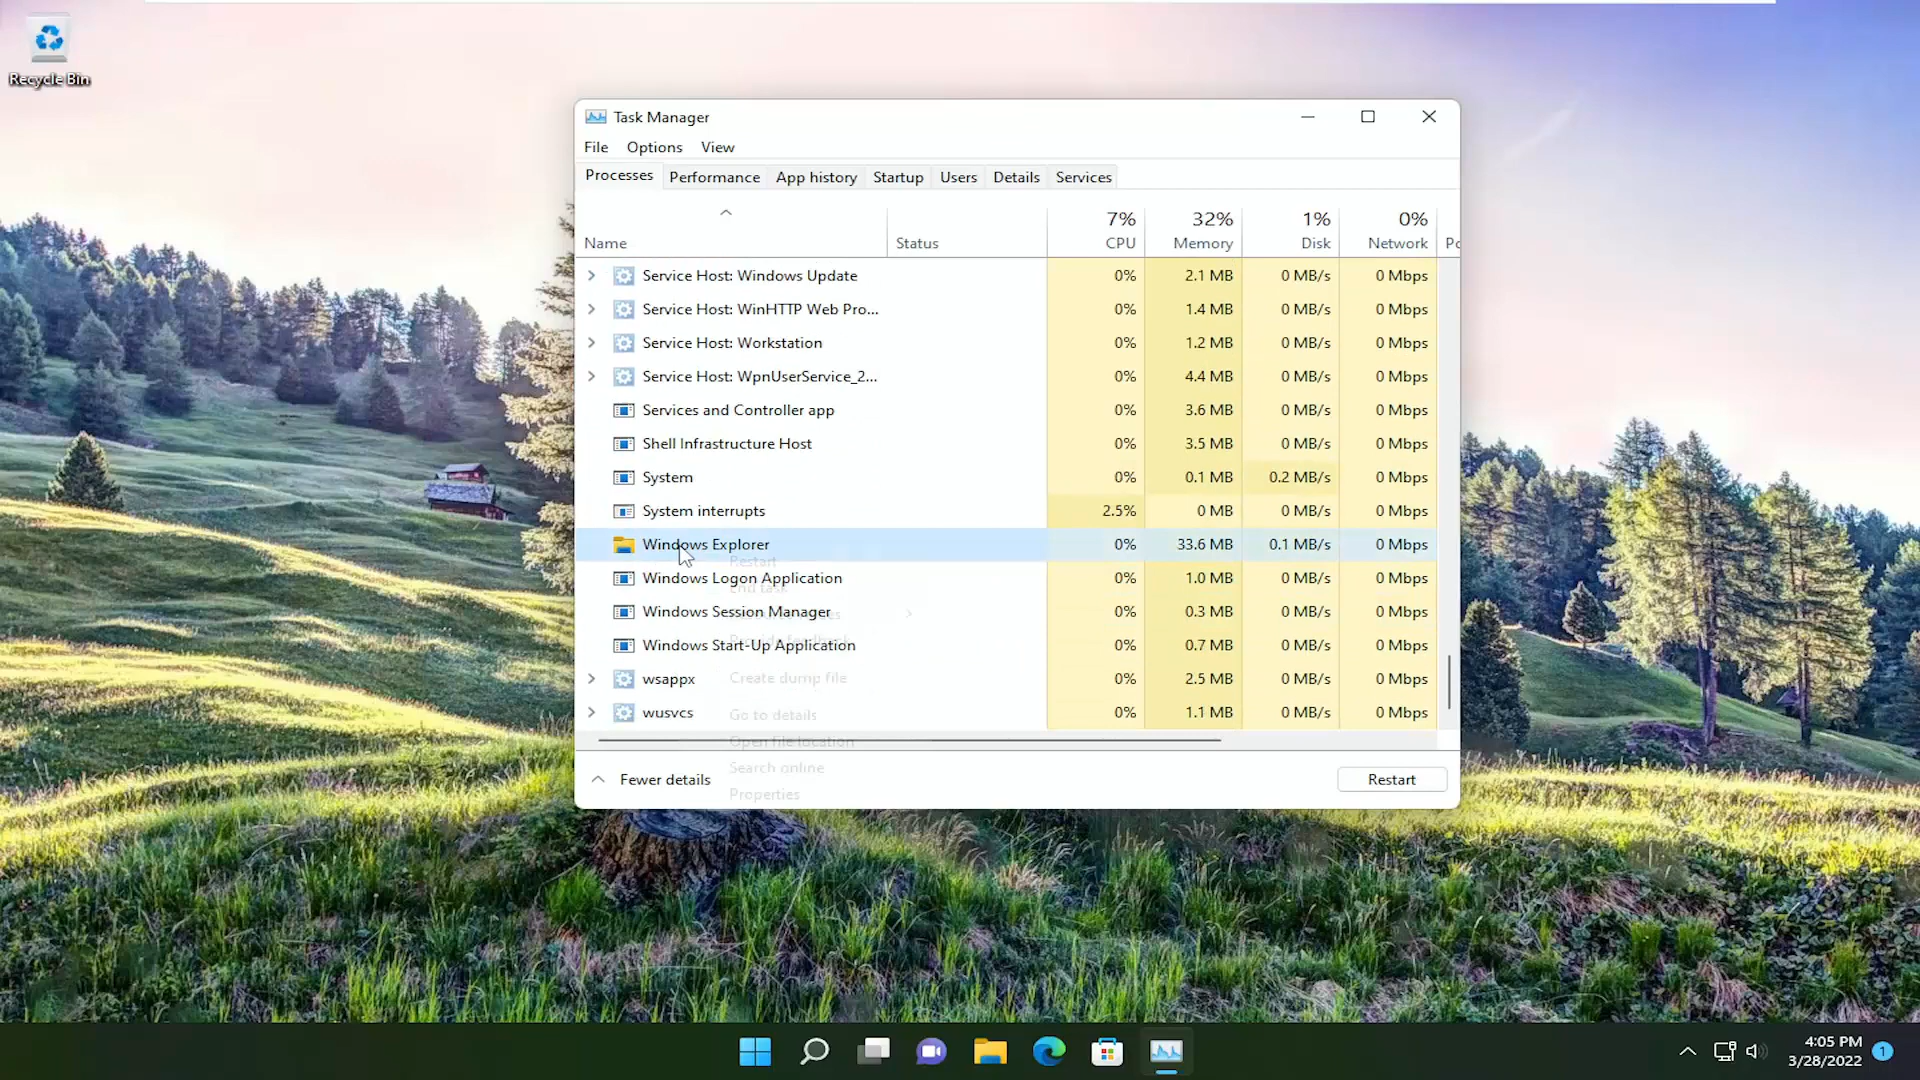 Recycle Bin
Task Manager
File Options View
Processes Performance App history Startup Users Details Services
7% 32% 1% 0%
Name Status CPU Memory Disk Network Po
Service Host: Windows Update 0% 2.1 MB 0 MB/s 0 Mbps
Service Host: WinHTTP Web Pro... 0% 1.4 MB 0 MB/s 0 Mbps
Service Host: Workstation 0% 1.2 MB 0 MB/s 0 Mbps
Service Host: WpnUserService_2... 0% 4.4 MB 0 MB/s 0 Mbps
Services and Controller app 0% 3.6 MB 0 MB/s 0 Mbps
Shell Infrastructure Host 0% 3.5 MB 0 MB/s 0 Mbps
System 0% 0.1 MB 0.2 MB/s 0 Mbps
System interrupts 2.5% 0 MB 0 MB/s 0 Mbps
Windows Explorer 0% 33.6 MB 0.1 MB/s 0 Mbps
Restart
Windows Logon Application 0% 1.0 MB 0 MB/s 0 Mbps
End task
Windows Session Manager 0% 0.3 MB 0 MB/s 0 Mbps
Provide feedback
Windows Start-Up Application 0% 0.7 MB 0 MB/s 0 Mbps
wsappx Create dump file 0% 2.5 MB 0 MB/s 0 Mbps
wusvcs Go to details 0% 1.1 MB 0 MB/s 0 Mbps
Open file location
Search online
Fewer details Restart
Properties
4:05 PM
3/28/2022 1